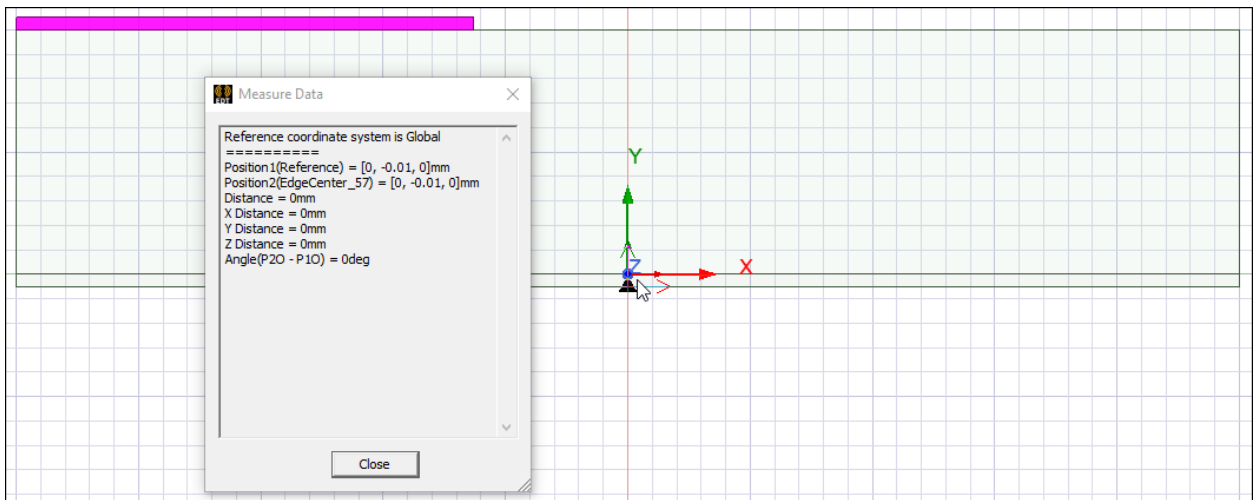 EDT
Measure Data
Reference coordinate system is Global
==========
Position1(Reference) = [0, -0.01, 0]mm
Position2(EdgeCenter_57) = [0, -0.01, 0]mm
Distance = 0mm
X Distance = 0mm
Y Distance = 0mm
Z Distance = 0mm
Angle(P2O - P1O) = 0deg
Close
Y
Z
X